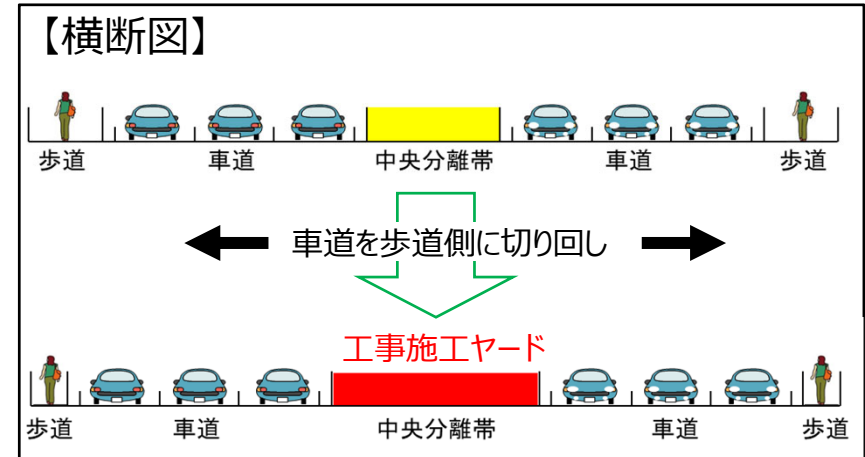 【横断図】
歩道 車道 中央分離帯 車道 歩道
車道を歩道側に切り回し
工事施工ヤード
歩道 車道 中央分離帯 車道 歩道